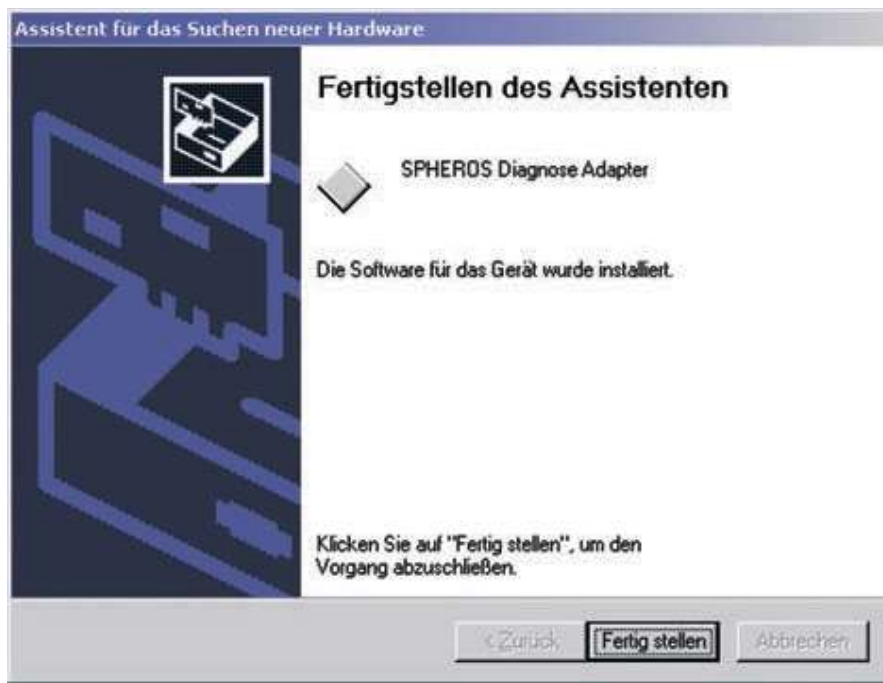 Assistent für das Suchen neuer Hardware
Fertigstellen des Assistenten
SPHEROS Diagnose Adapter
Die Software für das Gerät wurde installiert.
Klicken Sie auf "Fertig stellen", um den
Vorgang abzuschließen.
< Zurück
Fertig stellen
Abbrechen